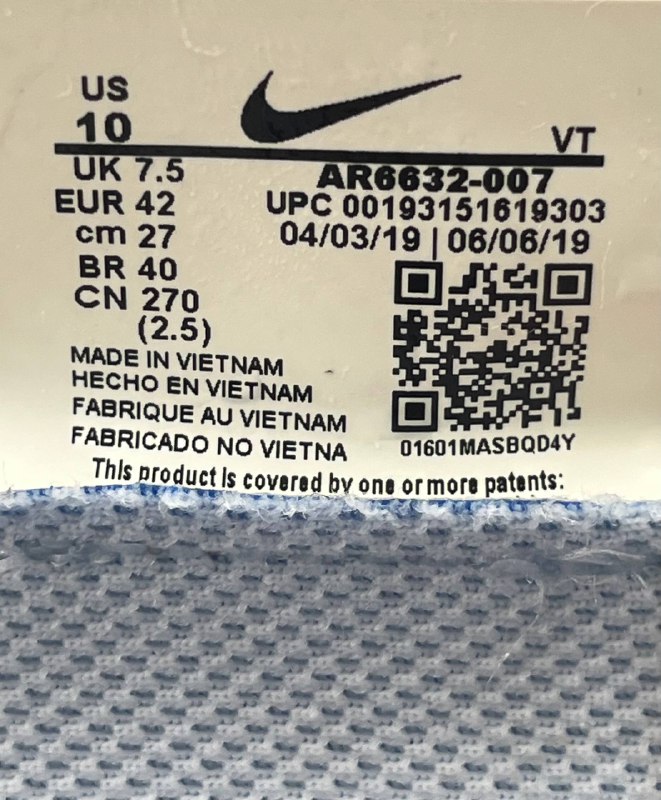 US
10
VT
UK 7.5
EUR 42
cm 27
BR 40
CN 270
(2.5)
AR6632-007
UPC 00193151619303
04/03/19 | 06/06/19
01601MASBQD4Y
MADE IN VIETNAM
HECHO EN VIETNAM
FABRIQUE AU VIETNAM
FABRICADO NO VIETNA
This product is covered by one or more patents: